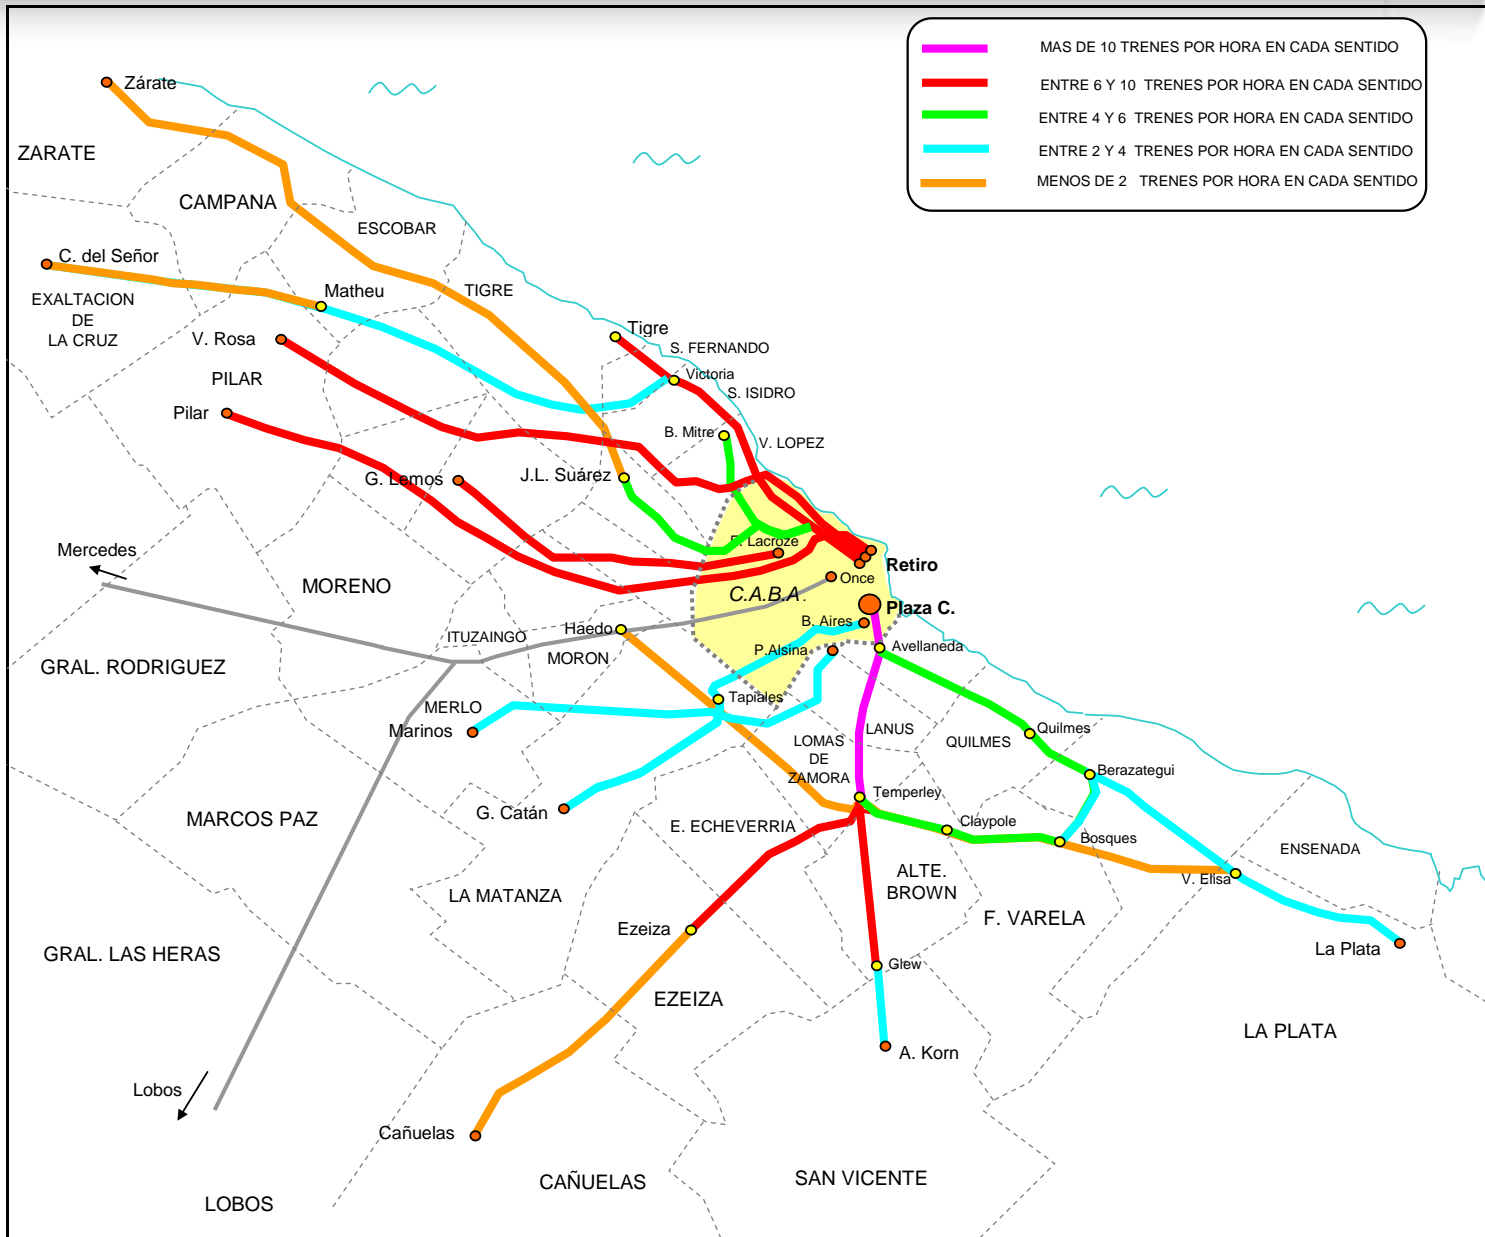 MAS DE 10 TRENES POR HORA EN CADA SENTIDO
ENTRE 6 Y 10 TRENES POR HORA EN CADA SENTIDO
ENTRE 4 Y 6 TRENES POR HORA EN CADA SENTIDO
ENTRE 2 Y 4 TRENES POR HORA EN CADA SENTIDO
MENOS DE 2 TRENES POR HORA EN CADA SENTIDO
Zárate
ZARATE
CAMPANA
ESCOBAR
C. del Señor
EXALTACION
DE
LA CRUZ
Matheu
TIGRE
V. Rosa
Tigre
S. FERNANDO
PILAR
Victoria
S. ISIDRO
Pilar
B. Mitre
V. LOPEZ
G. Lemos
J.L. Suárez
F. Lacroze
Mercedes
Retiro
Once
MORENO
C.A.B.A.
Plaza C.
B. Aires
Haedo
ITUZAINGO
MORON
P.Alsina
Avellaneda
GRAL. RODRIGUEZ
Tapiales
MERLO
Marinos
LANUS
Quilmes
QUILMES
LOMAS
DE
ZAMORA
Berazategui
Temperley
G. Catán
MARCOS PAZ
E. ECHEVERRIA
Claypole
Bosques
ENSENADA
ALTE.
BROWN
V. Elisa
LA MATANZA
F. VARELA
Ezeiza
GRAL. LAS HERAS
La Plata
Glew
EZEIZA
LA PLATA
A. Korn
Lobos
Cañuelas
CAÑUELAS
SAN VICENTE
LOBOS